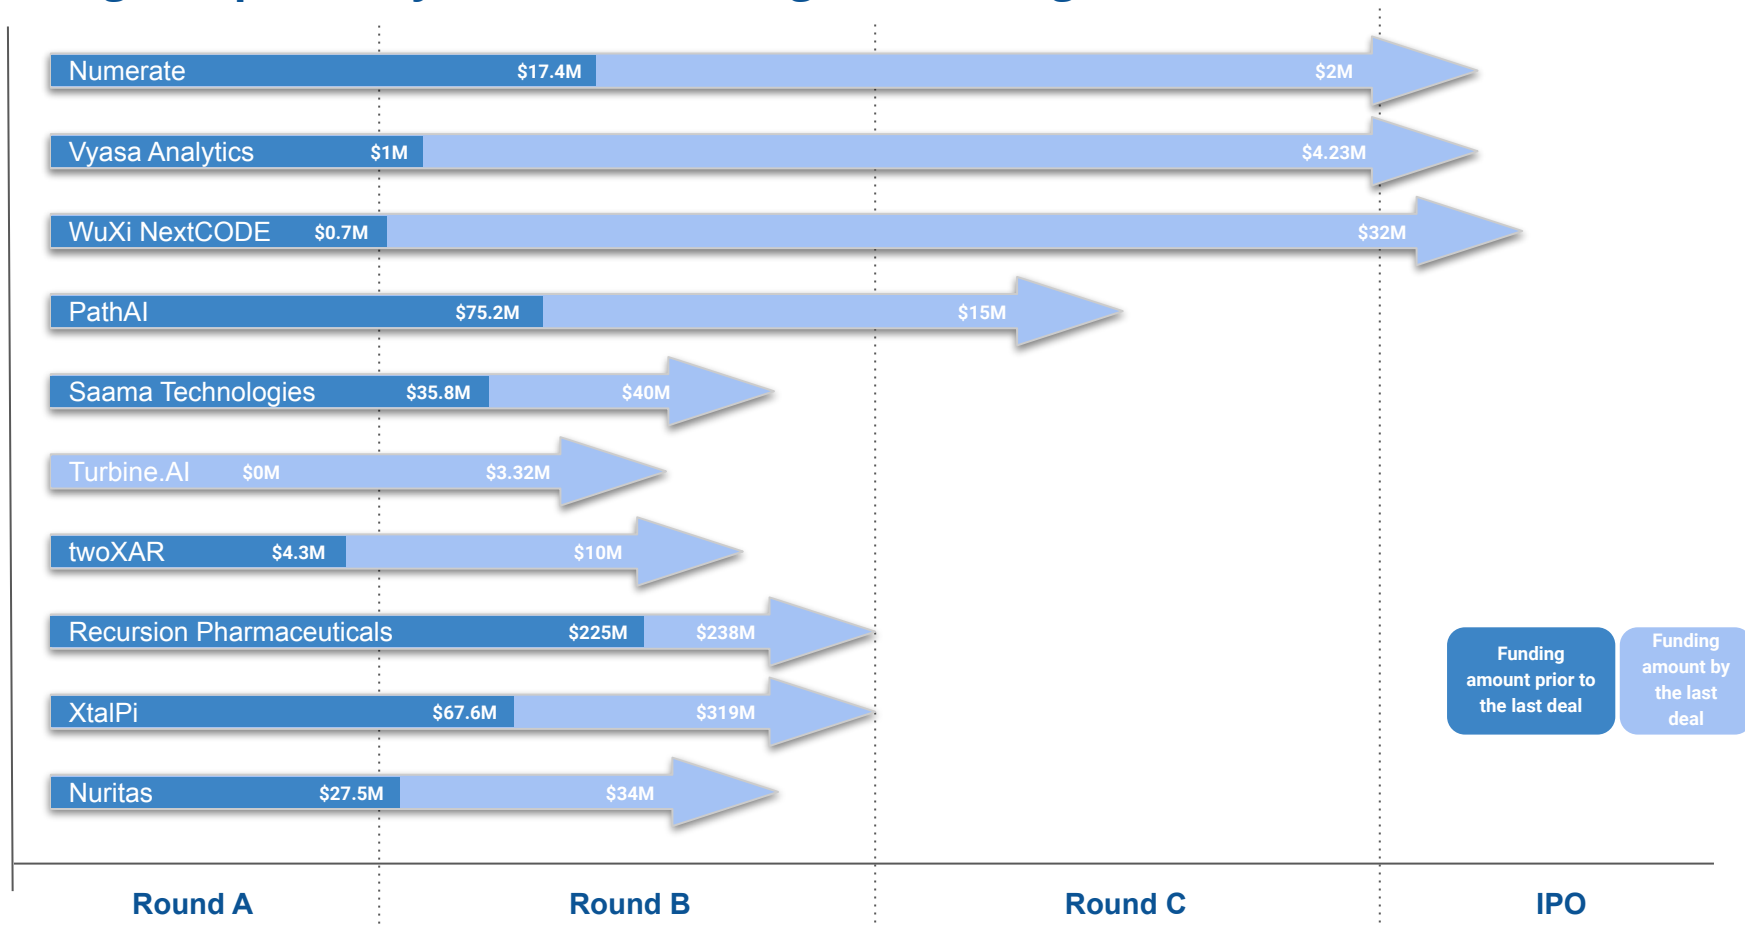 Numerate $17.4M $2M
Vyasa Analytics $1M $4.23M
WuXi NextCODE $0.7M $32M
PathAI $75.2M $15M
Saama Technologies $35.8M $40M
Turbine.AI $0M $3.32M
twoXAR $4.3M $10M
Recursion Pharmaceuticals $225M $238M
XtalPi $67.6M $319M
Nuritas $27.5M $34M
Funding
amount prior to
the last deal
Funding
amount by
the last
deal
Round A Round B Round C IPO